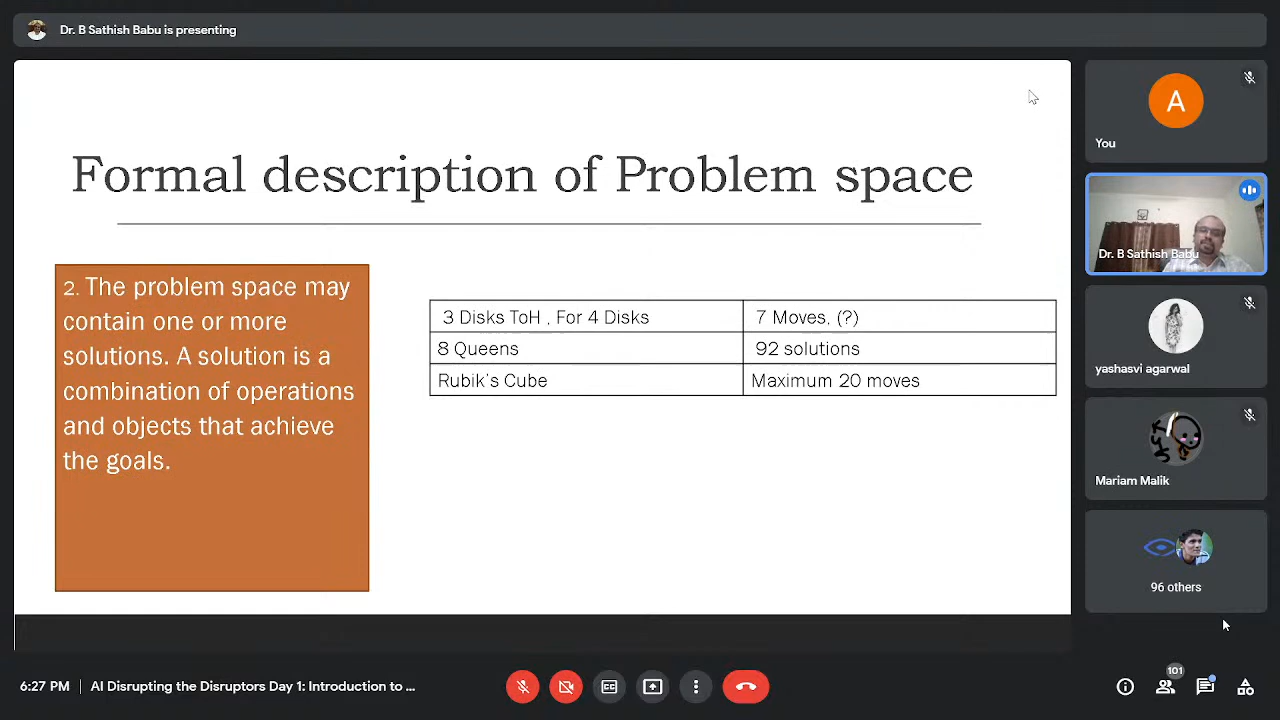 Dr. B Sathish Babu is presenting
Formal description of Problem space
2. The problem space may
contain one or more
solutions. A solution is a
combination of operations
and objects that achieve
the goals.
3 Disks ToH , For 4 Disks
7 Moves, (?)
8 Queens
92 solutions
Rubik's Cube
Maximum 20 moves
A
You
Dr. B Sathish Babu
yashasvi agarwal
Mariam Malik
96 others
6:27 PM | AI Disrupting the Disruptors Day 1: Introduction to ...
CC
101